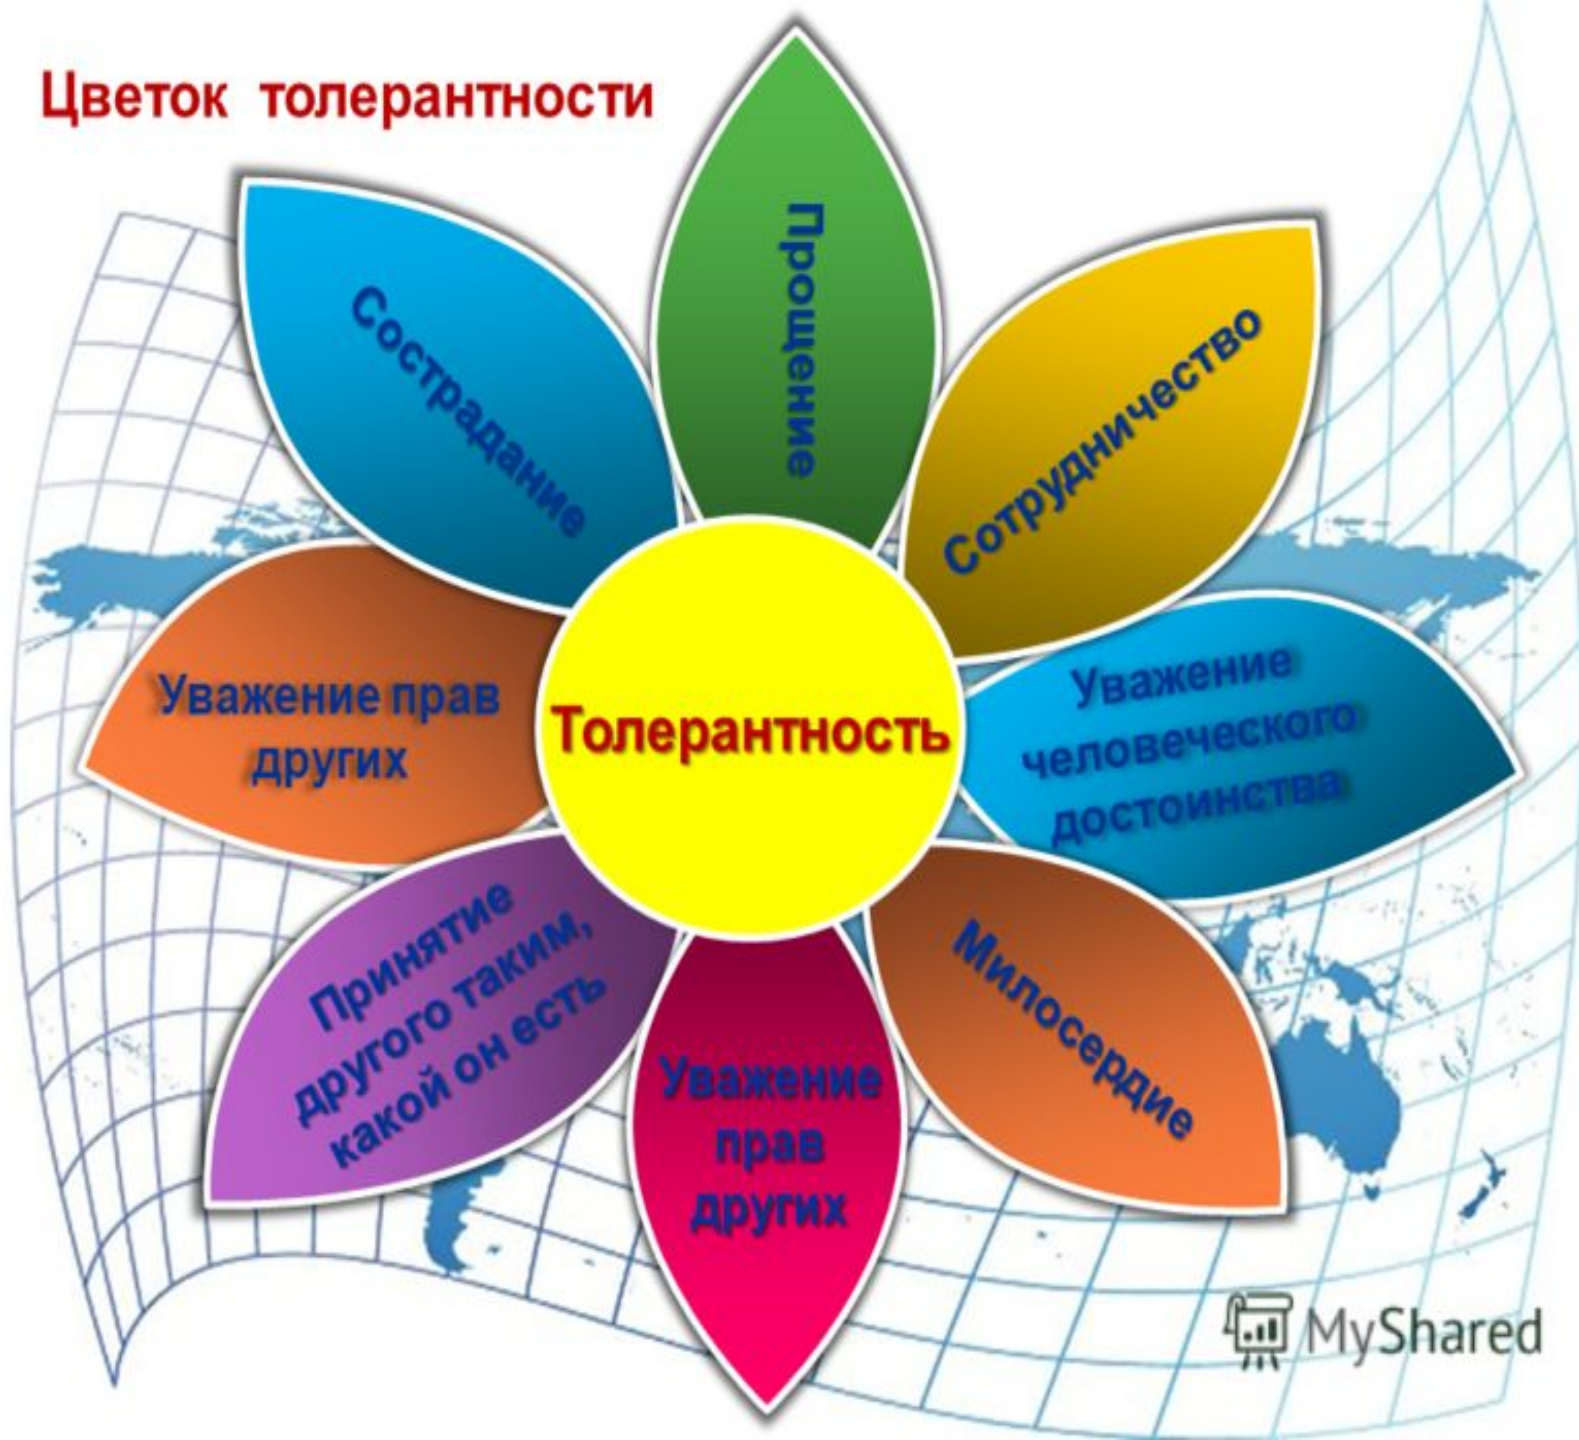 Цветок толерантности
Прощение
Сотрудничество
Уважение
человеческого
достоинства
Милосердие
Уважение
прав
других
Принятие
другого таким,
какой он есть
Уважение прав
других
Сострадание
Толерантность
MyShared